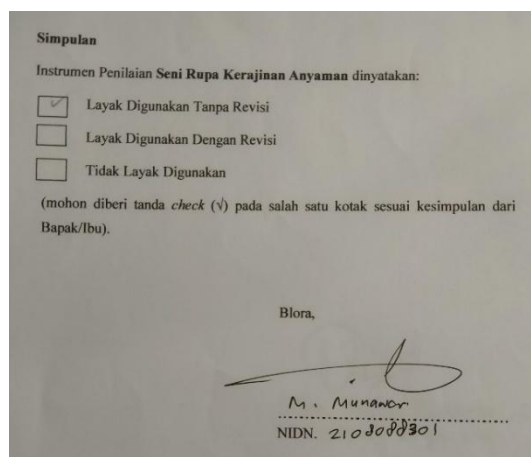 Simpulan
Instrumen Penilaian Seni Rupa Kerajinan Anyaman dinyatakan:
✓ Layak Digunakan Tanpa Revisi
Layak Digunakan Dengan Revisi
Tidak Layak Digunakan
(mohon diberi tanda check (√) pada salah satu kotak sesuai kesimpulan dari
Bapak/Ibu).
Blora,
M. Munawar
NIDN. 2108088301